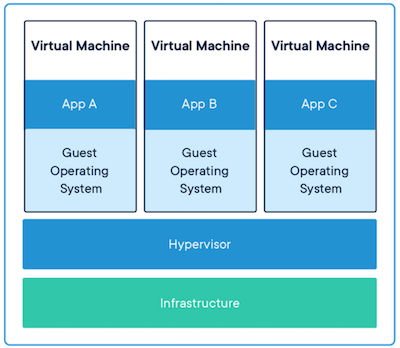 Virtual Machine
Virtual Machine
Virtual Machine
App A
App B
App C
Guest
Operating
System
Guest
Operating
System
Guest
Operating
System
Hypervisor
Infrastructure